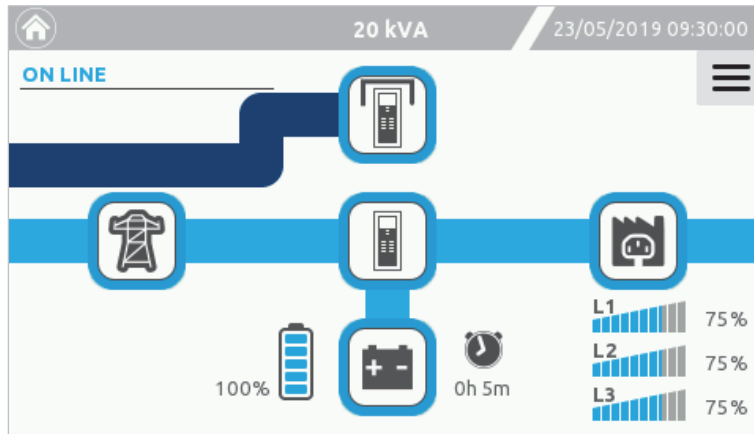 20 kVA 23/05/2019 09:30:00
ON LINE
L1 75%
L2 75%
100% 0h 5m
L3 75%